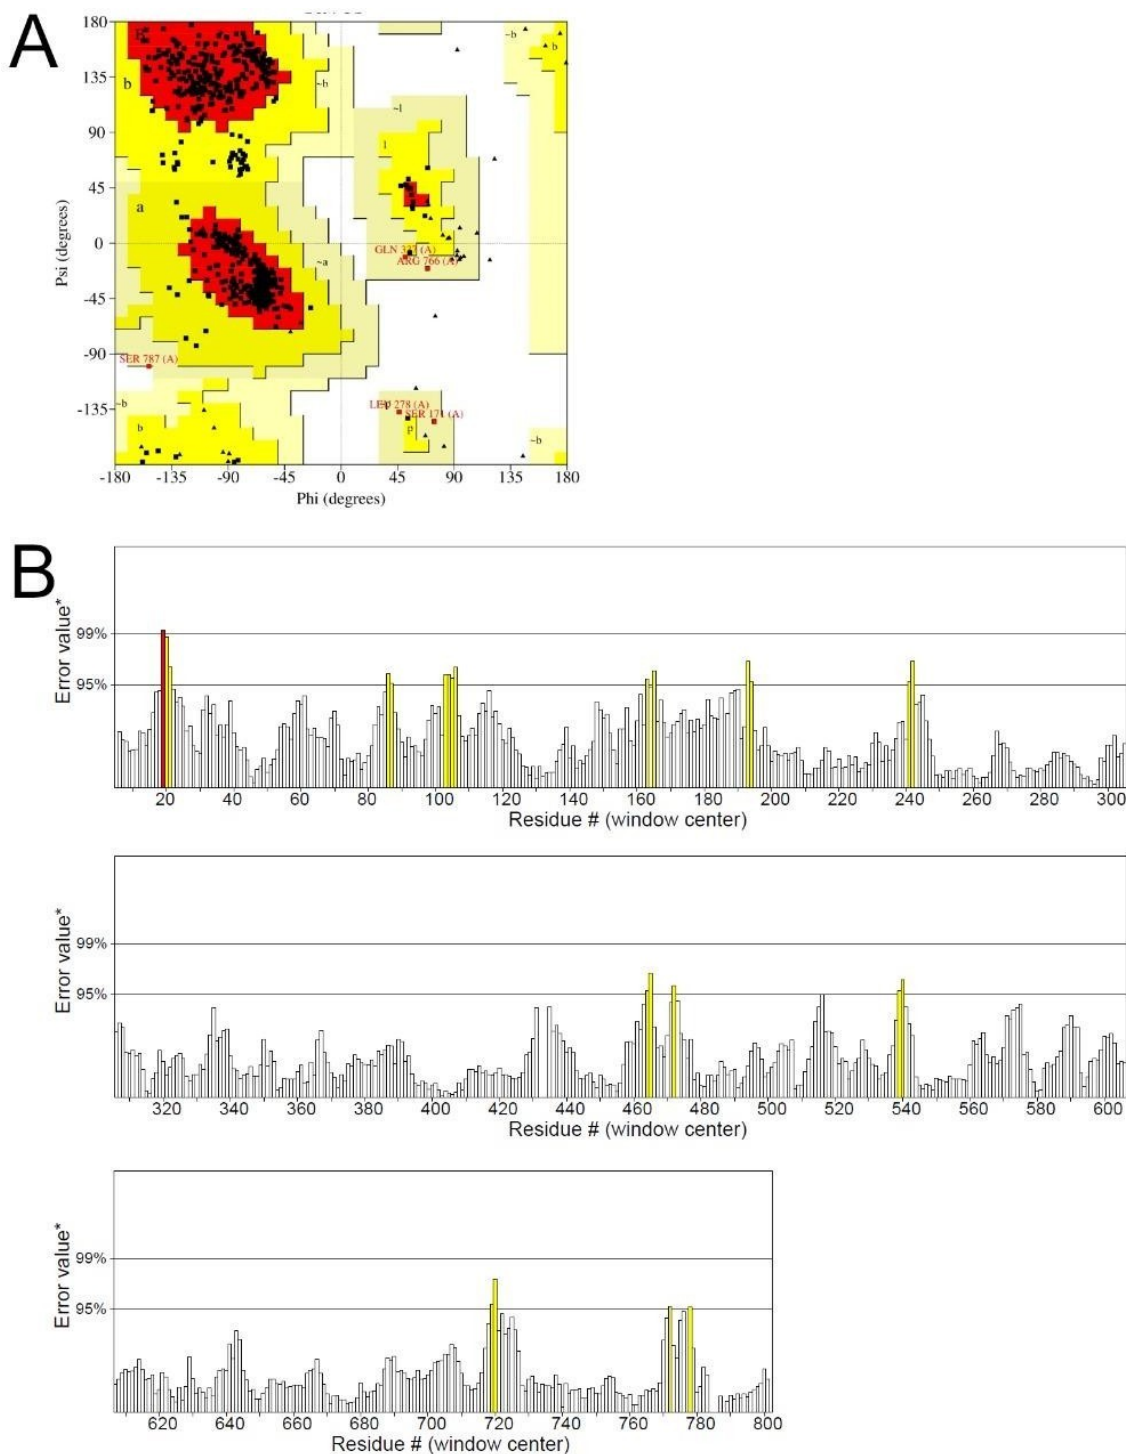 A
180
135
90
45
0
-45
-90
-135
Psi (degrees)
B
b
a
~b
~l
l
~a
~b
b
GLN 323 (A)
ARG 766 (A)
SER 787 (A)
LEU 278 (A)
SER 171 (A)
~b
b
p
~b
-180 -135 -90 -45 0 45 90 135 180
Phi (degrees)
B
Error value*
99%
95%
20 40 60 80 100 120 140 160 180 200 220 240 260 280 300
Residue # (window center)
Error value*
99%
95%
320 340 360 380 400 420 440 460 480 500 520 540 560 580 600
Residue # (window center)
Error value*
99%
95%
620 640 660 680 700 720 740 760 780 800
Residue # (window center)